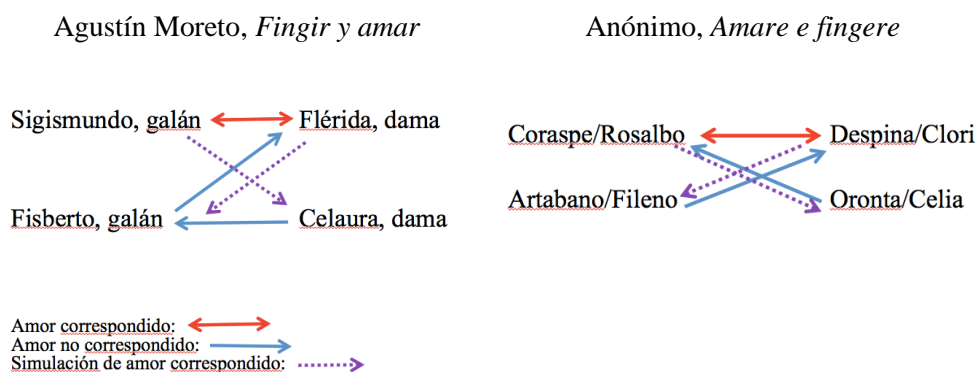 Agustín Moreto, Fingir y amar
Anónimo, Amare e fingere
Sigismundo, galán
Flérida, dama
Fisberto, galán
Celaura, dama
Coraspe/Rosalbo
Despina/Clori
Artabano/Fileno
Oronta/Celia
Amor correspondido:
Amor no correspondido:
Simulación de amor correspondido: